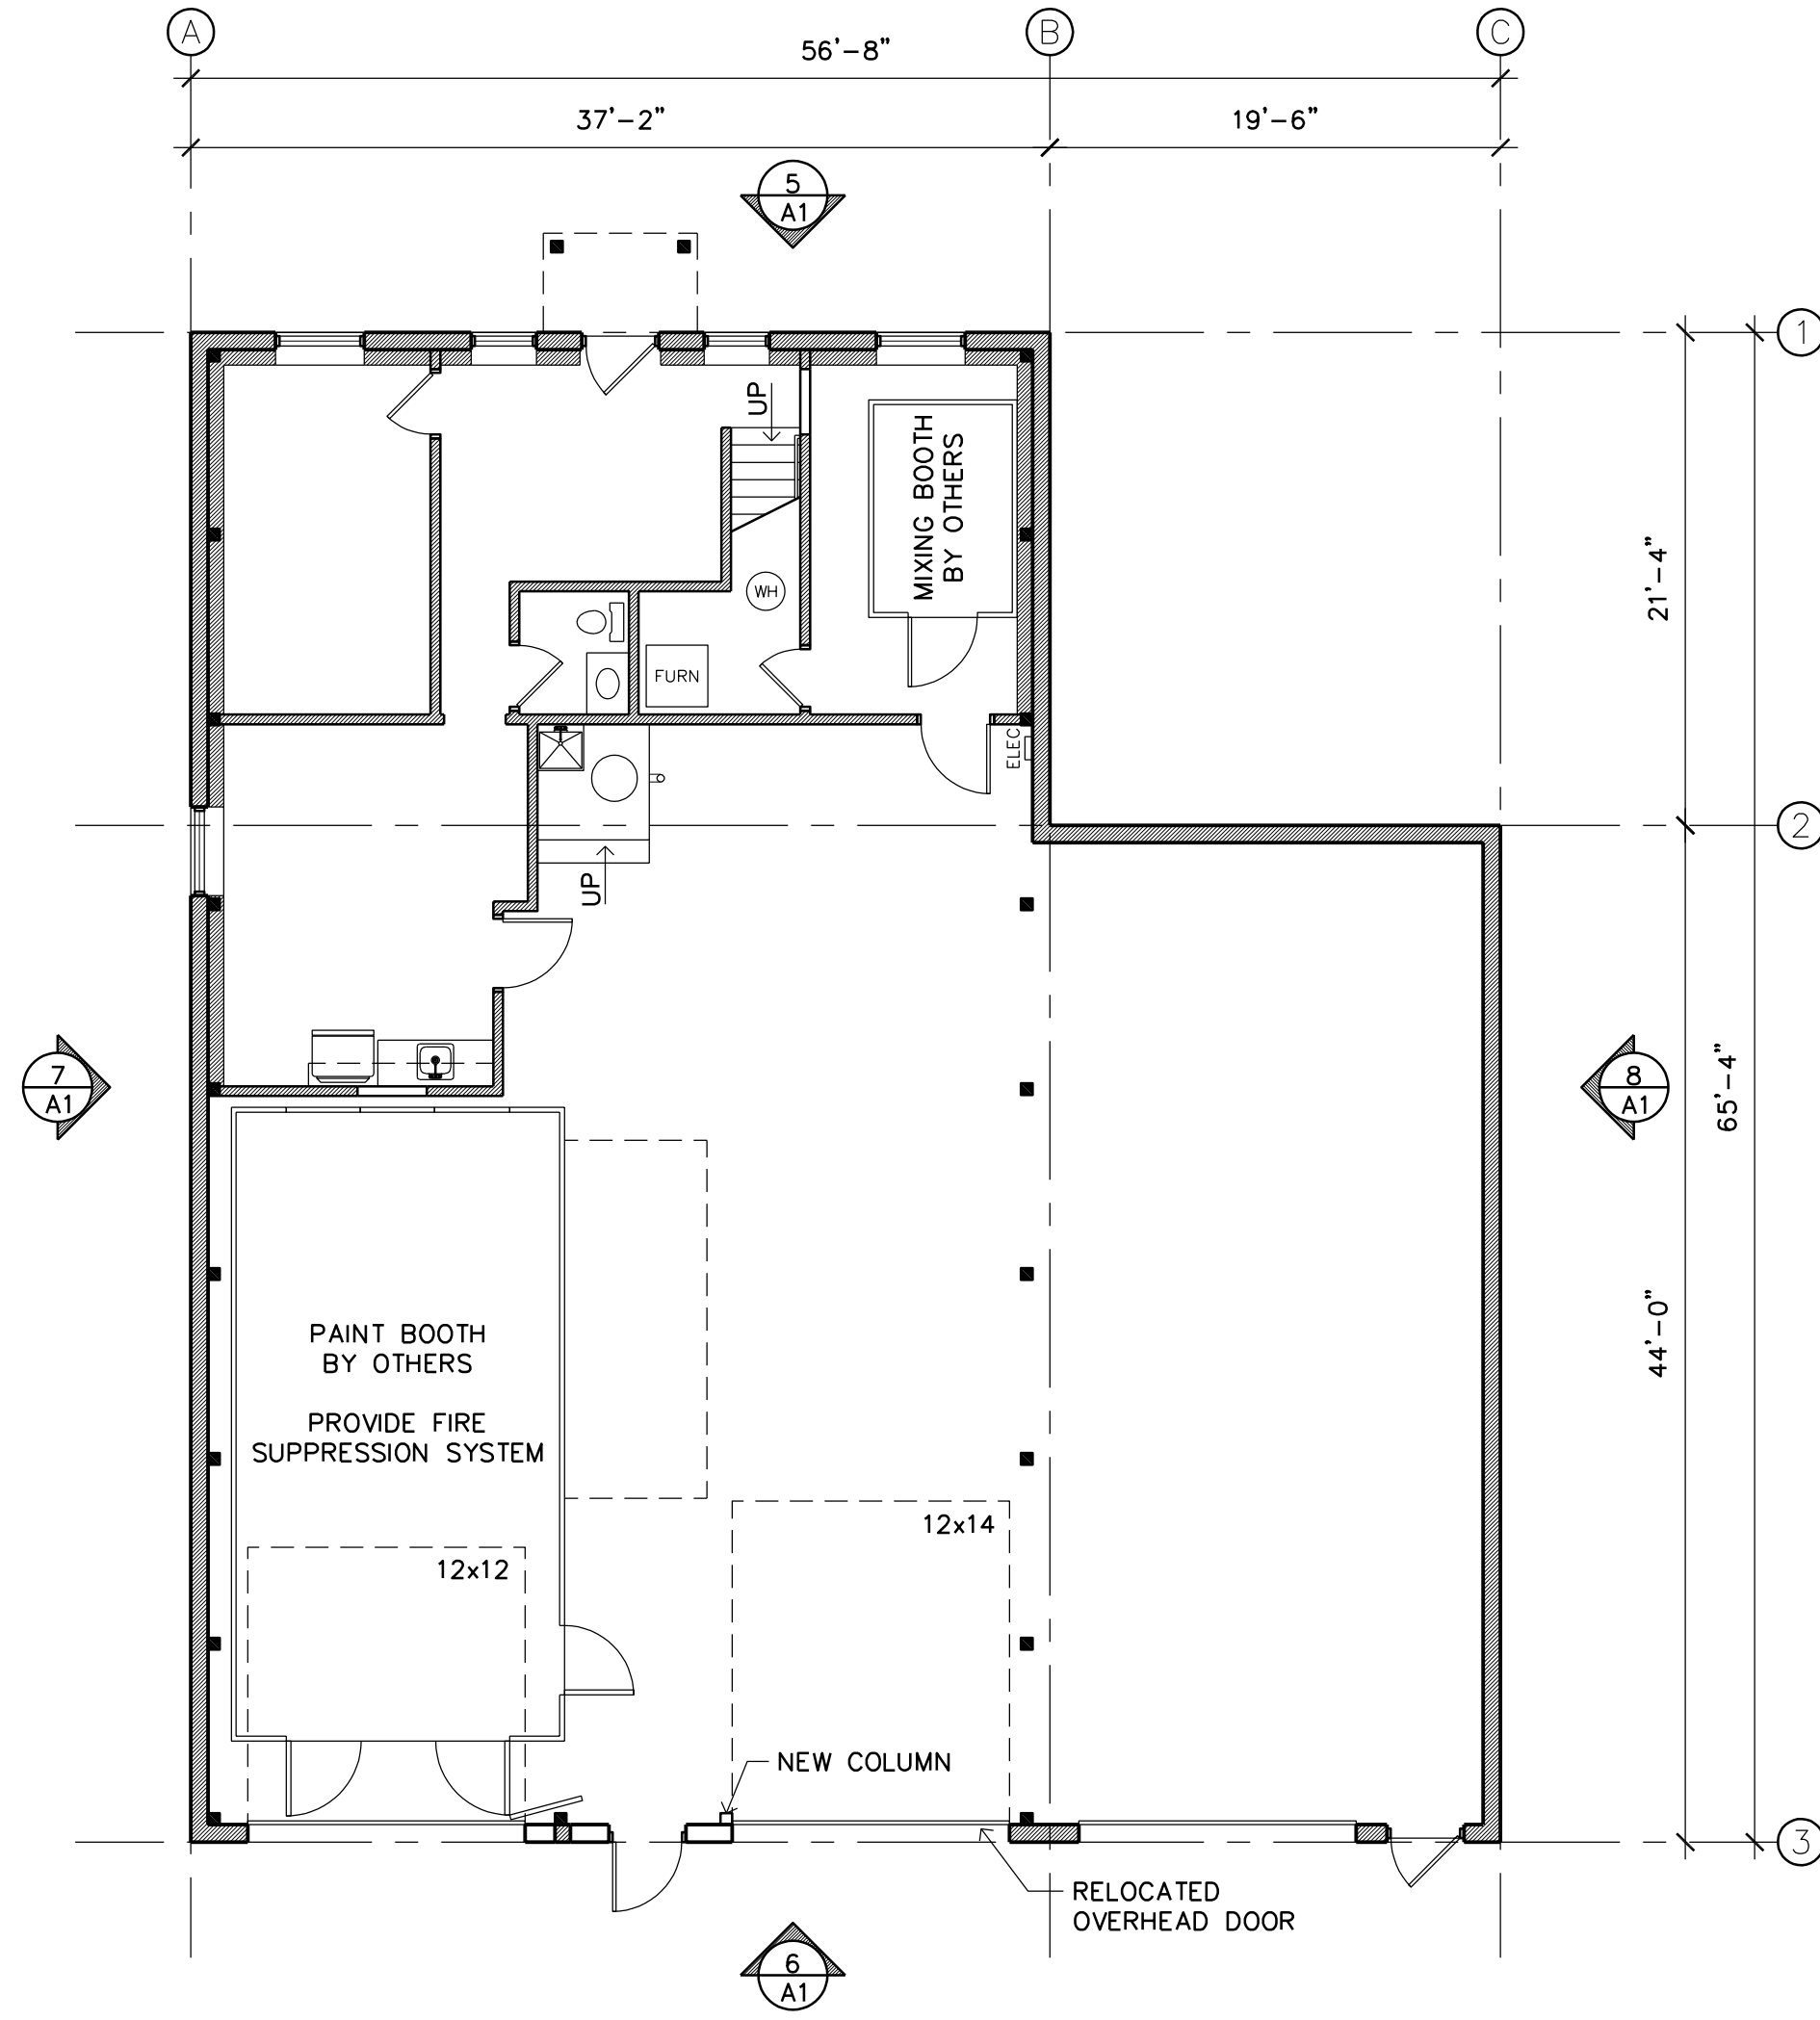 A
B
C
56'-8"
37'-2"
19'-6"
5
A1
1
UP
MIXING BOOTH
BY OTHERS
21'-4"
WH
FURN
ELEC
2
UP
7
A1
8
A1
65'-4"
44'-0"
PAINT BOOTH
BY OTHERS
PROVIDE FIRE
SUPPRESSION SYSTEM
12x14
12x12
NEW COLUMN
3
RELOCATED
OVERHEAD DOOR
6
A1